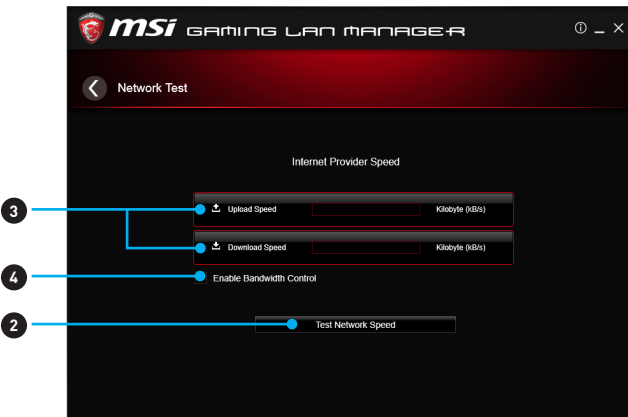 msi GAMING LAN MANAGER
Network Test
Internet Provider Speed
3
Upload Speed Kilobyte (kB/s)
Download Speed Kilobyte (kB/s)
4
Enable Bandwidth Control
2
Test Network Speed